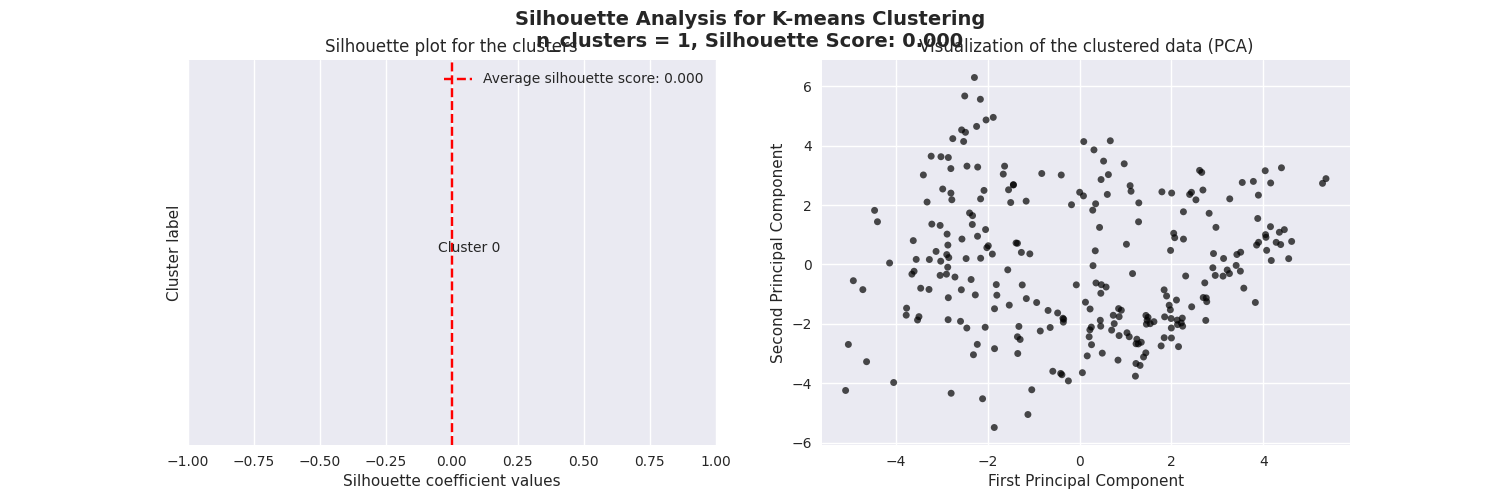 Silhouette Analysis for K-means Clustering
n_clusters = 1, Silhouette Score: 0.000
Silhouette plot for the clusters
Average silhouette score: 0.000
Cluster label
Cluster 0
−1.00 −0.75 −0.50 −0.25 0.00 0.25 0.50 0.75 1.00
Silhouette coefficient values
Visualization of the clustered data (PCA)
Second Principal Component
6
4
2
0
−2
−4
−6
−4 −2 0 2 4
First Principal Component